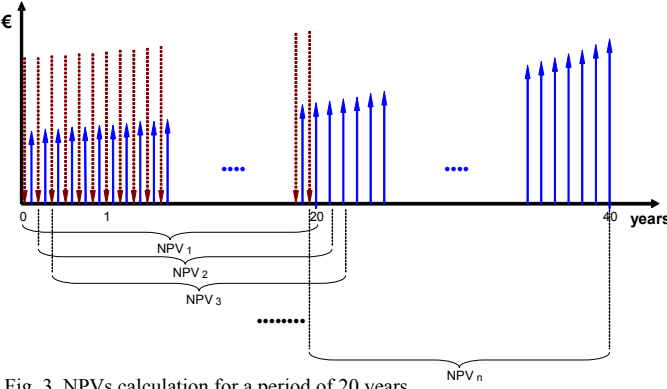 €
0 1 20 40 years
NPV 1
NPV 2
NPV 3
NPV n
Fig. 3. NPVs calculation for a period of 20 years